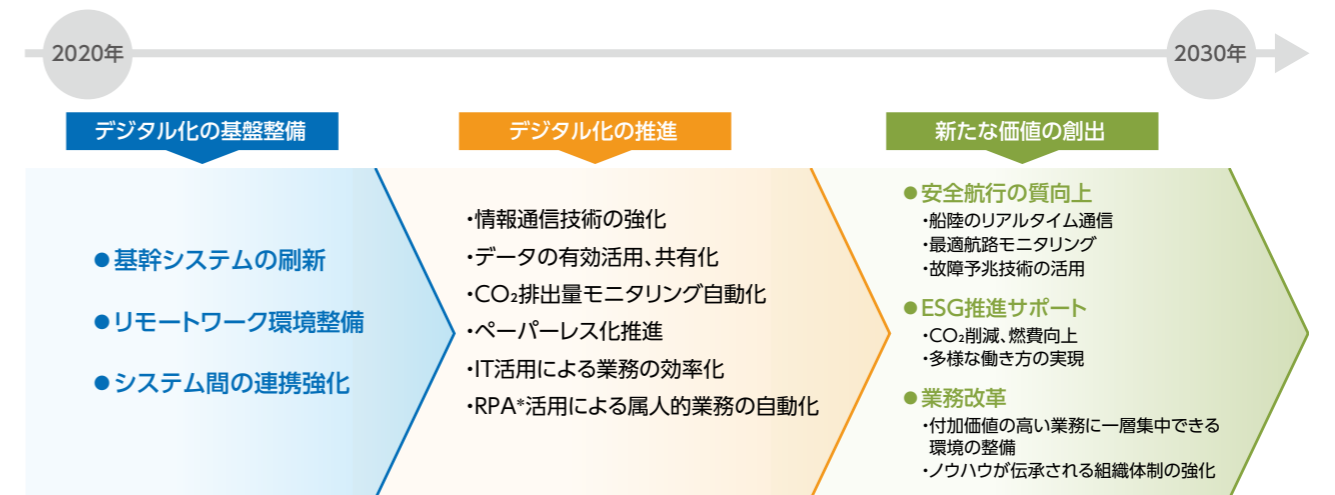 2020年
2030年
デジタル化の基盤整備
●基幹システムの刷新
●リモートワーク環境整備
●システム間の連携強化
デジタル化の推進
・情報通信技術の強化
・データの有効活用、共有化
・CO₂排出量モニタリング自動化
・ペーパーレス化推進
・IT活用による業務の効率化
・RPA*活用による属人的業務の自動化
新たな価値の創出
●安全航行の質向上
・船陸のリアルタイム通信
・最適航路モニタリング
・故障予兆技術の活用
●ESG推進サポート
・CO₂削減、燃費向上
・多様な働き方の実現
●業務改革
・付加価値の高い業務に一層集中できる
環境の整備
・ノウハウが伝承される組織体制の強化